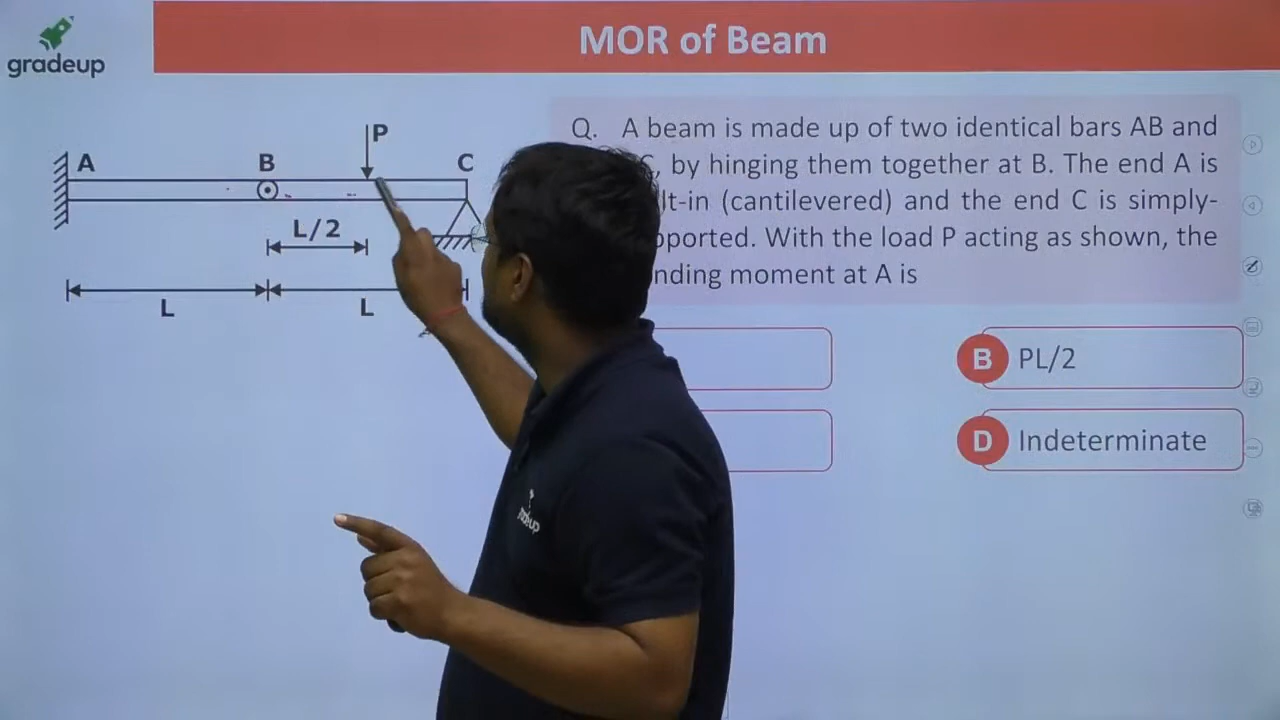 MOR of Beam
gradeup
P
A
B
C
L/2
L
L
Q. A beam is made up of two identical bars AB and
, by hinging them together at B. The end A is
lt-in (cantilevered) and the end C is simply-
pported. With the load P acting as shown, the
nding moment at A is
B PL/2
D Indeterminate
gradeup